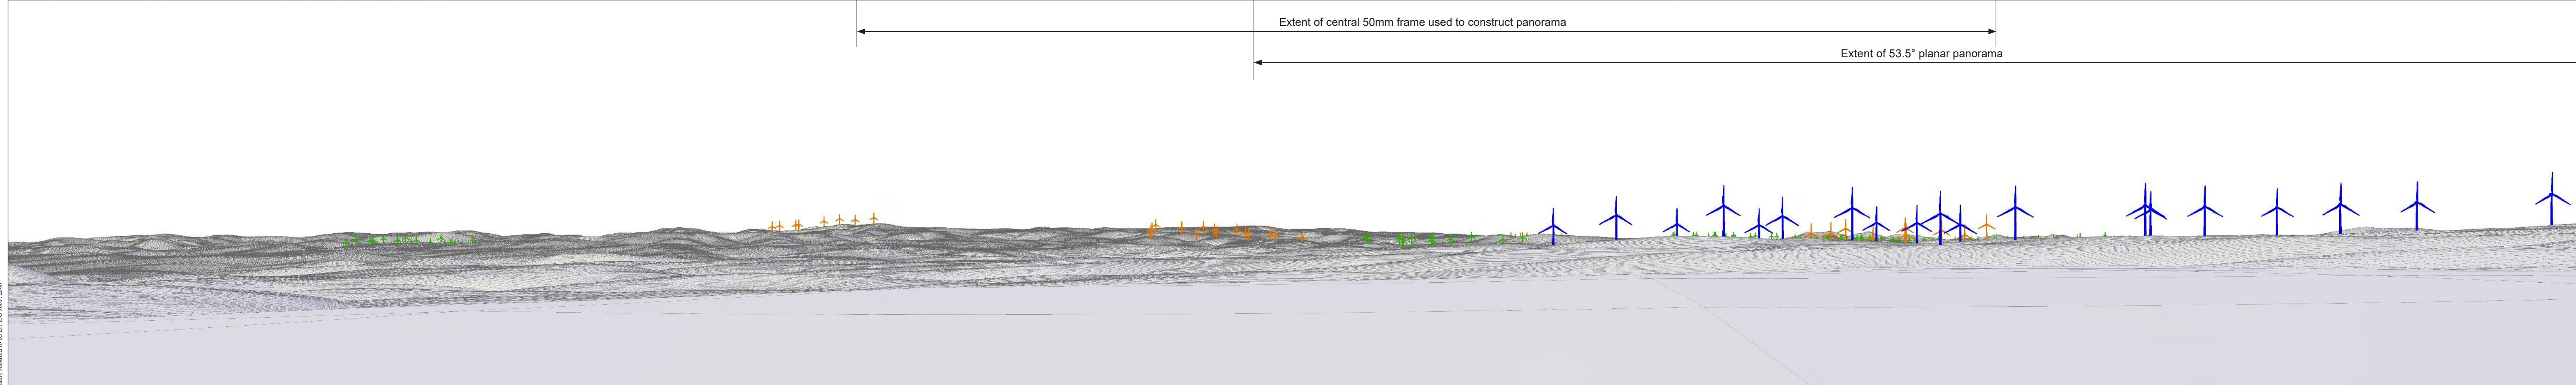 Extent of central 50mm frame used to construct panorama
Extent of 53.5° planar panorama